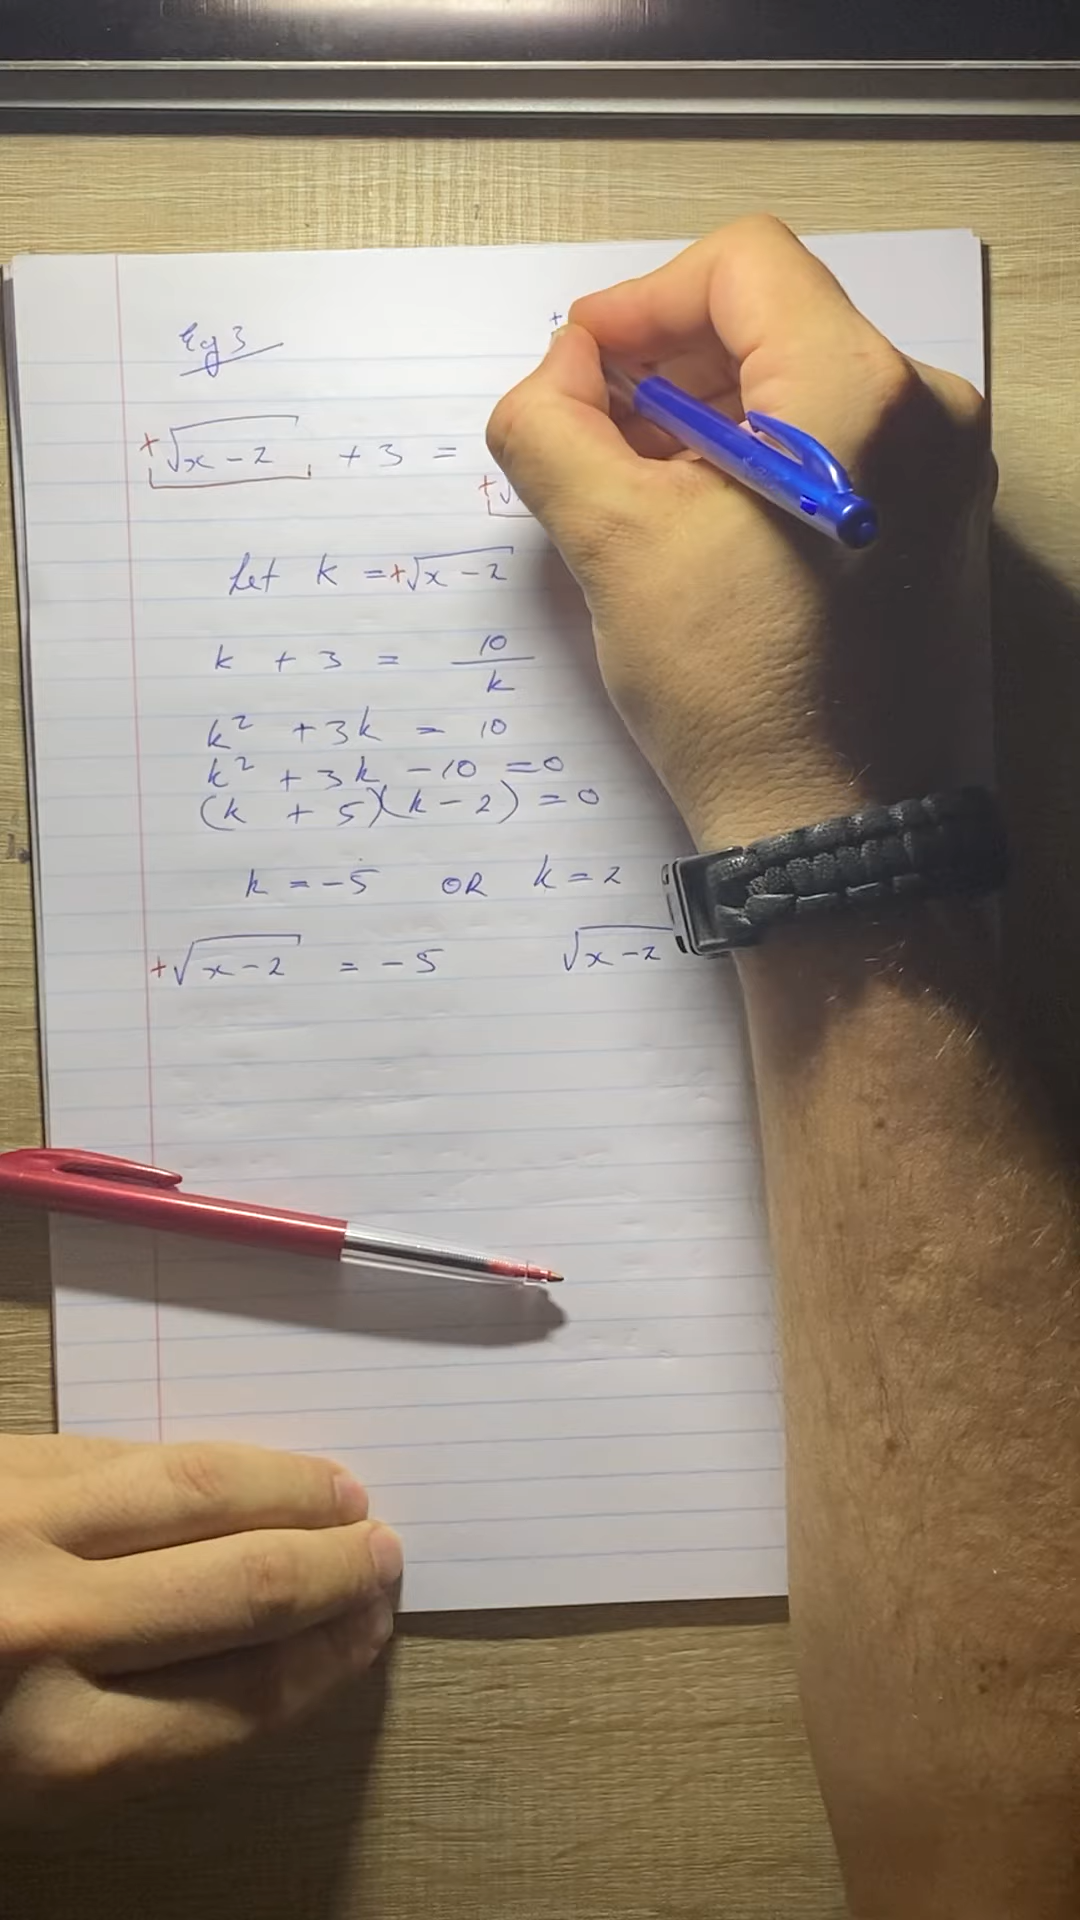 Eg 3
+
+√x-2 + 3 =
+√
Let k = +√x-2
k + 3 = 10/k
k² + 3k = 10
k² + 3k - 10 = 0
(k + 5)(k - 2) = 0
k = -5 OR k = 2
+√x-2 = -5 √x-2